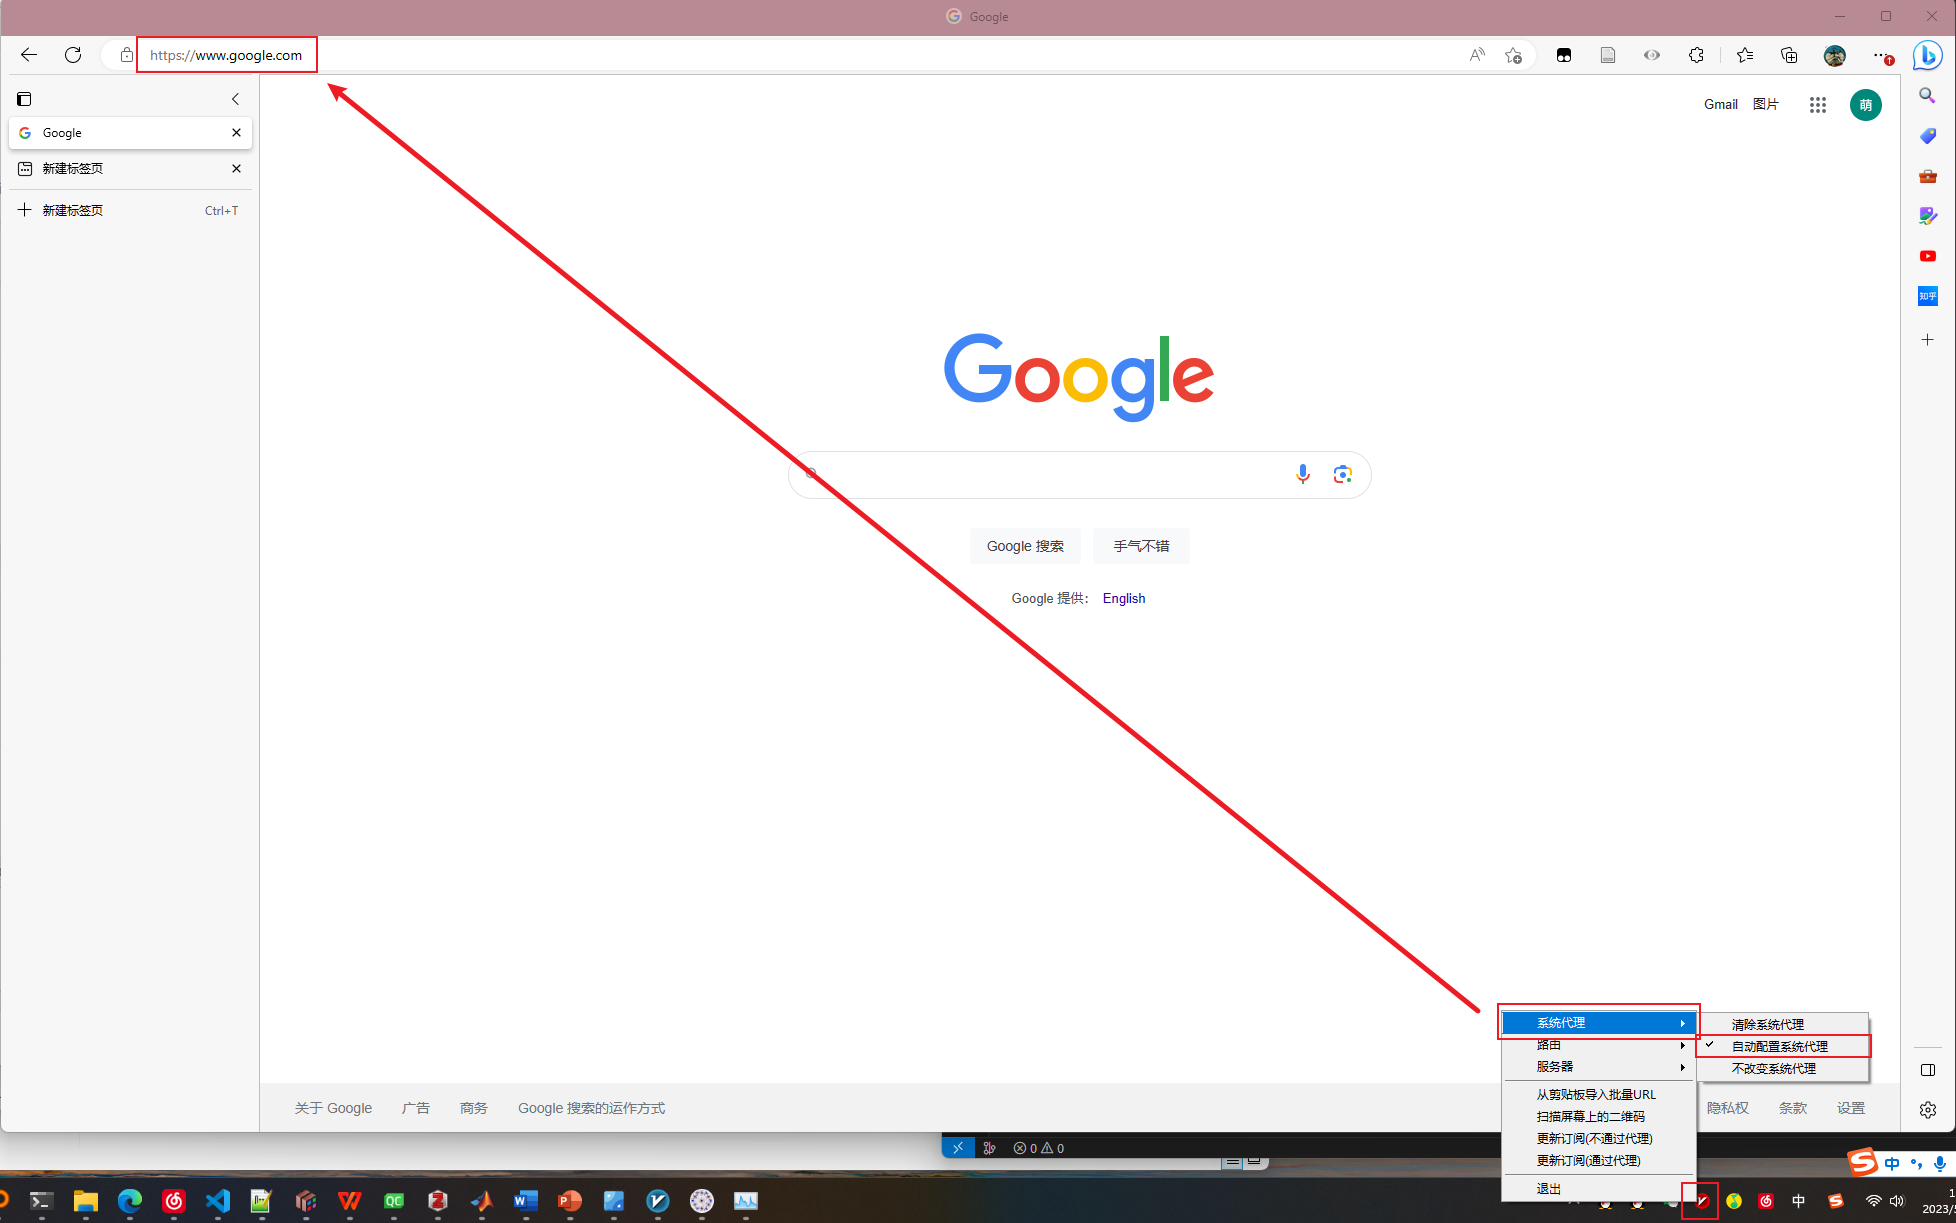 Google
https://www.google.com
Google
新建标签页
新建标签页 Ctrl+T
Gmail 图片
萌
知乎
Google
Google 搜索 手气不错
Google 提供： English
系统代理
路由
服务器
从剪贴板导入批量URL
扫描屏幕上的二维码
更新订阅(不通过代理)
更新订阅(通过代理)
退出
清除系统代理
自动配置系统代理
不改变系统代理
关于 Google 广告 商务 Google 搜索的运作方式 隐私权 条款 设置
0 0
中
QC
中
2023/